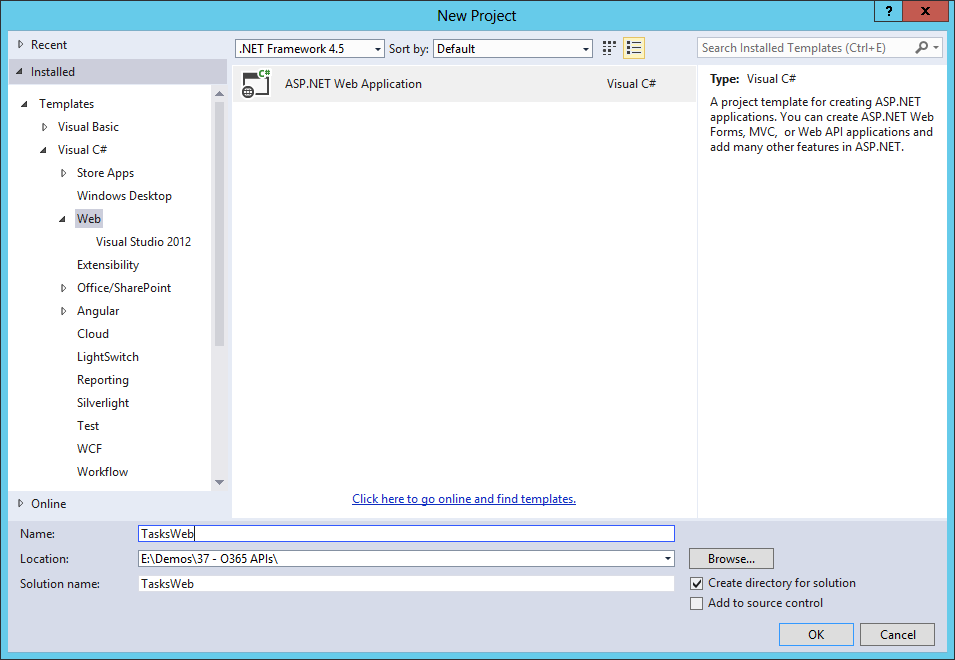 New Project
?
x
Recent
.NET Framework 4.5
Sort by:
Default
Search Installed Templates (Ctrl+E)
Installed
Templates
Visual Basic
Visual C#
Store Apps
Windows Desktop
Web
Visual Studio 2012
Extensibility
Office/SharePoint
Angular
Cloud
LightSwitch
Reporting
Silverlight
Test
WCF
Workflow
Online
C#
ASP.NET Web Application
Visual C#
Click here to go online and find templates.
Type: Visual C#
A project template for creating ASP.NET
applications. You can create ASP.NET Web
Forms, MVC, or Web API applications and
add many other features in ASP.NET.
Name:
TasksWeb
Location:
E:\Demos\37 - O365 APIs\
Browse...
Solution name:
TasksWeb
Create directory for solution
Add to source control
OK
Cancel